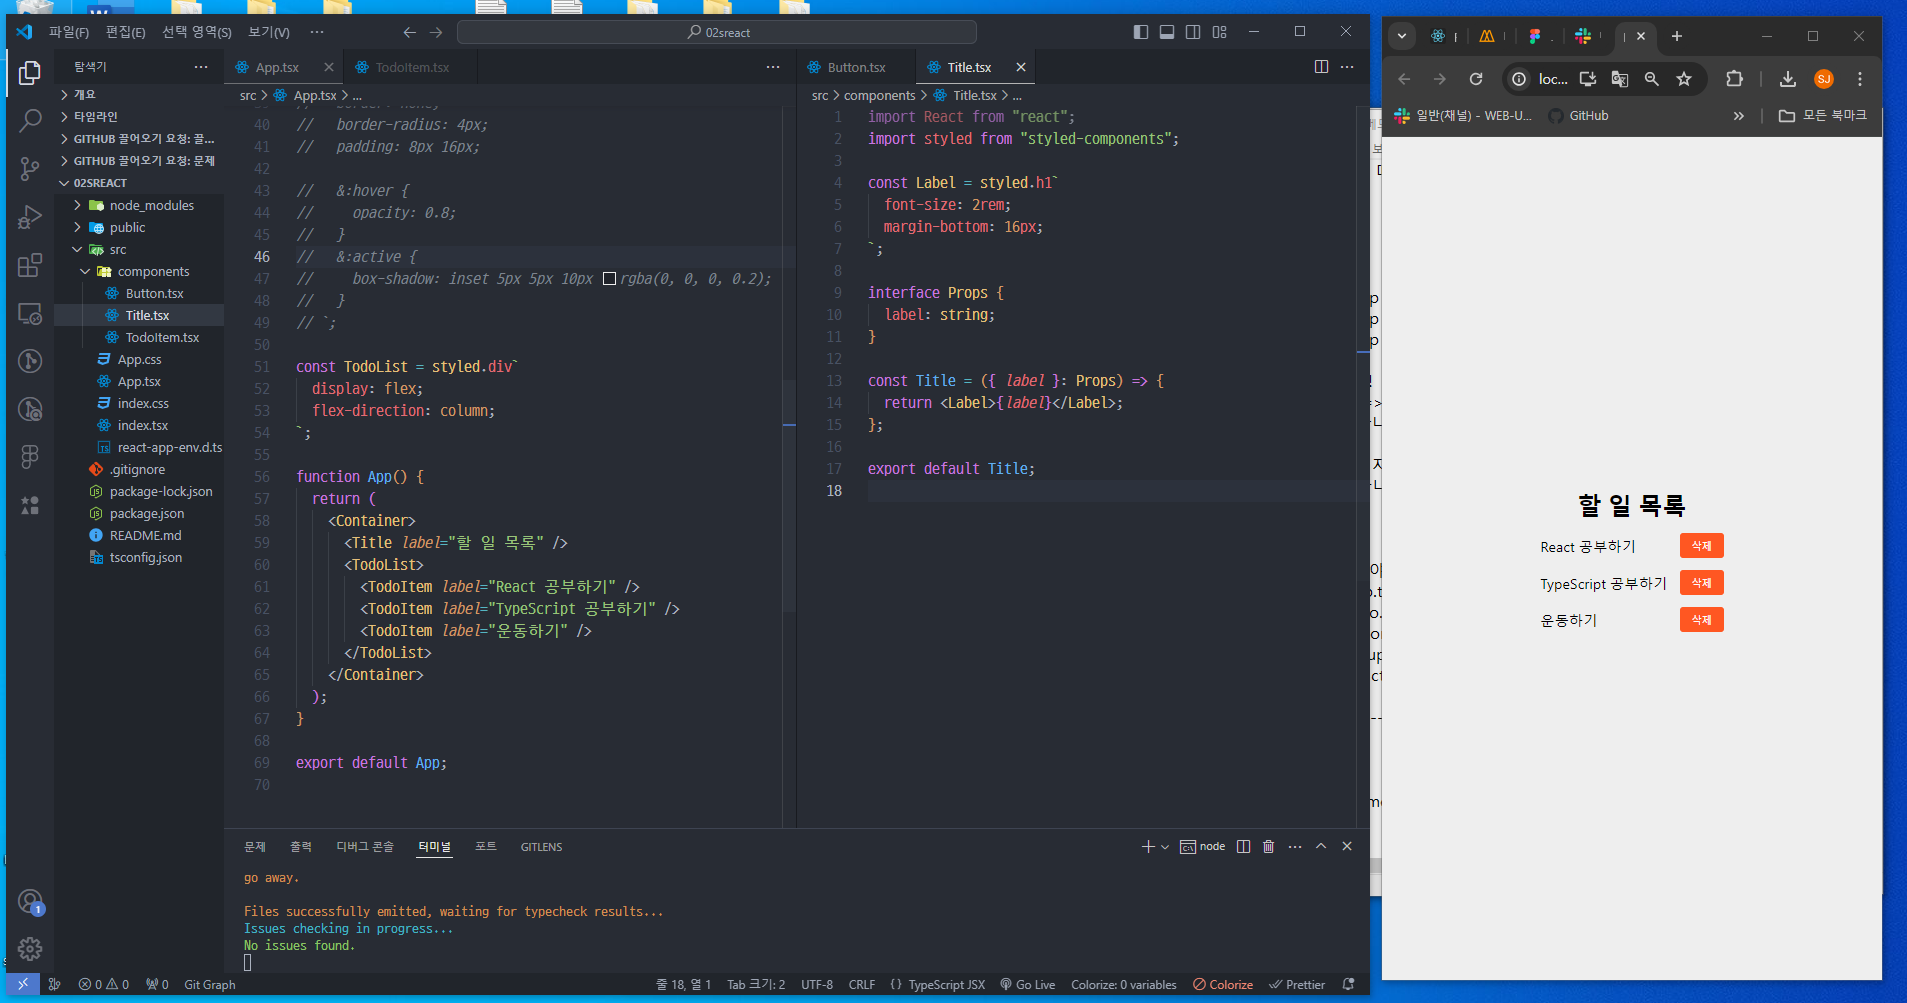 파일(F) 편집(E) 선택 영역(S) 보기(V) ···
02sreact
탐색기 ···
개요
타임라인
GITHUB 끌어오기 요청: 끌...
GITHUB 끌어오기 요청: 문제
02SREACT
node_modules
public
src
components
Button.tsx
Title.tsx
TodoItem.tsx
App.css
App.tsx
index.css
index.tsx
react-app-env.d.ts
.gitignore
package-lock.json
package.json
README.md
tsconfig.json
App.tsx TodoItem.tsx ···
src > App.tsx > ...
40 // border-radius: 4px;
41 // padding: 8px 16px;
42
43 // &:hover {
44 // opacity: 0.8;
45 // }
46 // &:active {
47 // box-shadow: inset 5px 5px 10px rgba(0, 0, 0, 0.2);
48 // }
49 // `;
50
51 const TodoList = styled.div`
52 display: flex;
53 flex-direction: column;
54 `;
55
56 function App() {
57 return (
58 <Container>
59 <Title label="할 일 목록" />
60 <TodoList>
61 <TodoItem label="React 공부하기" />
62 <TodoItem label="TypeScript 공부하기" />
63 <TodoItem label="운동하기" />
64 </TodoList>
65 </Container>
66 );
67 }
68
69 export default App;
70
Button.tsx Title.tsx ···
src > components > Title.tsx > ...
1 import React from "react";
2 import styled from "styled-components";
3
4 const Label = styled.h1`
5 font-size: 2rem;
6 margin-bottom: 16px;
7 `;
8
9 interface Props {
10 label: string;
11 }
12
13 const Title = ({ label }: Props) => {
14 return <Label>{label}</Label>;
15 };
16
17 export default Title;
18
문제 출력 디버그 콘솔 터미널 포트 GITLENS
node
go away.
Files successfully emitted, waiting for typecheck results...
Issues checking in progress...
No issues found.
1
0 0 0 Git Graph
줄 18, 열 1 Tab 크기: 2 UTF-8 CRLF {} TypeScript JSX Go Live Colorize: 0 variables Colorize Prettier
loc...
SJ
일반(채널) - WEB-U... GitHub » 모든 북마크
할 일 목록
React 공부하기 삭제
TypeScript 공부하기 삭제
운동하기 삭제